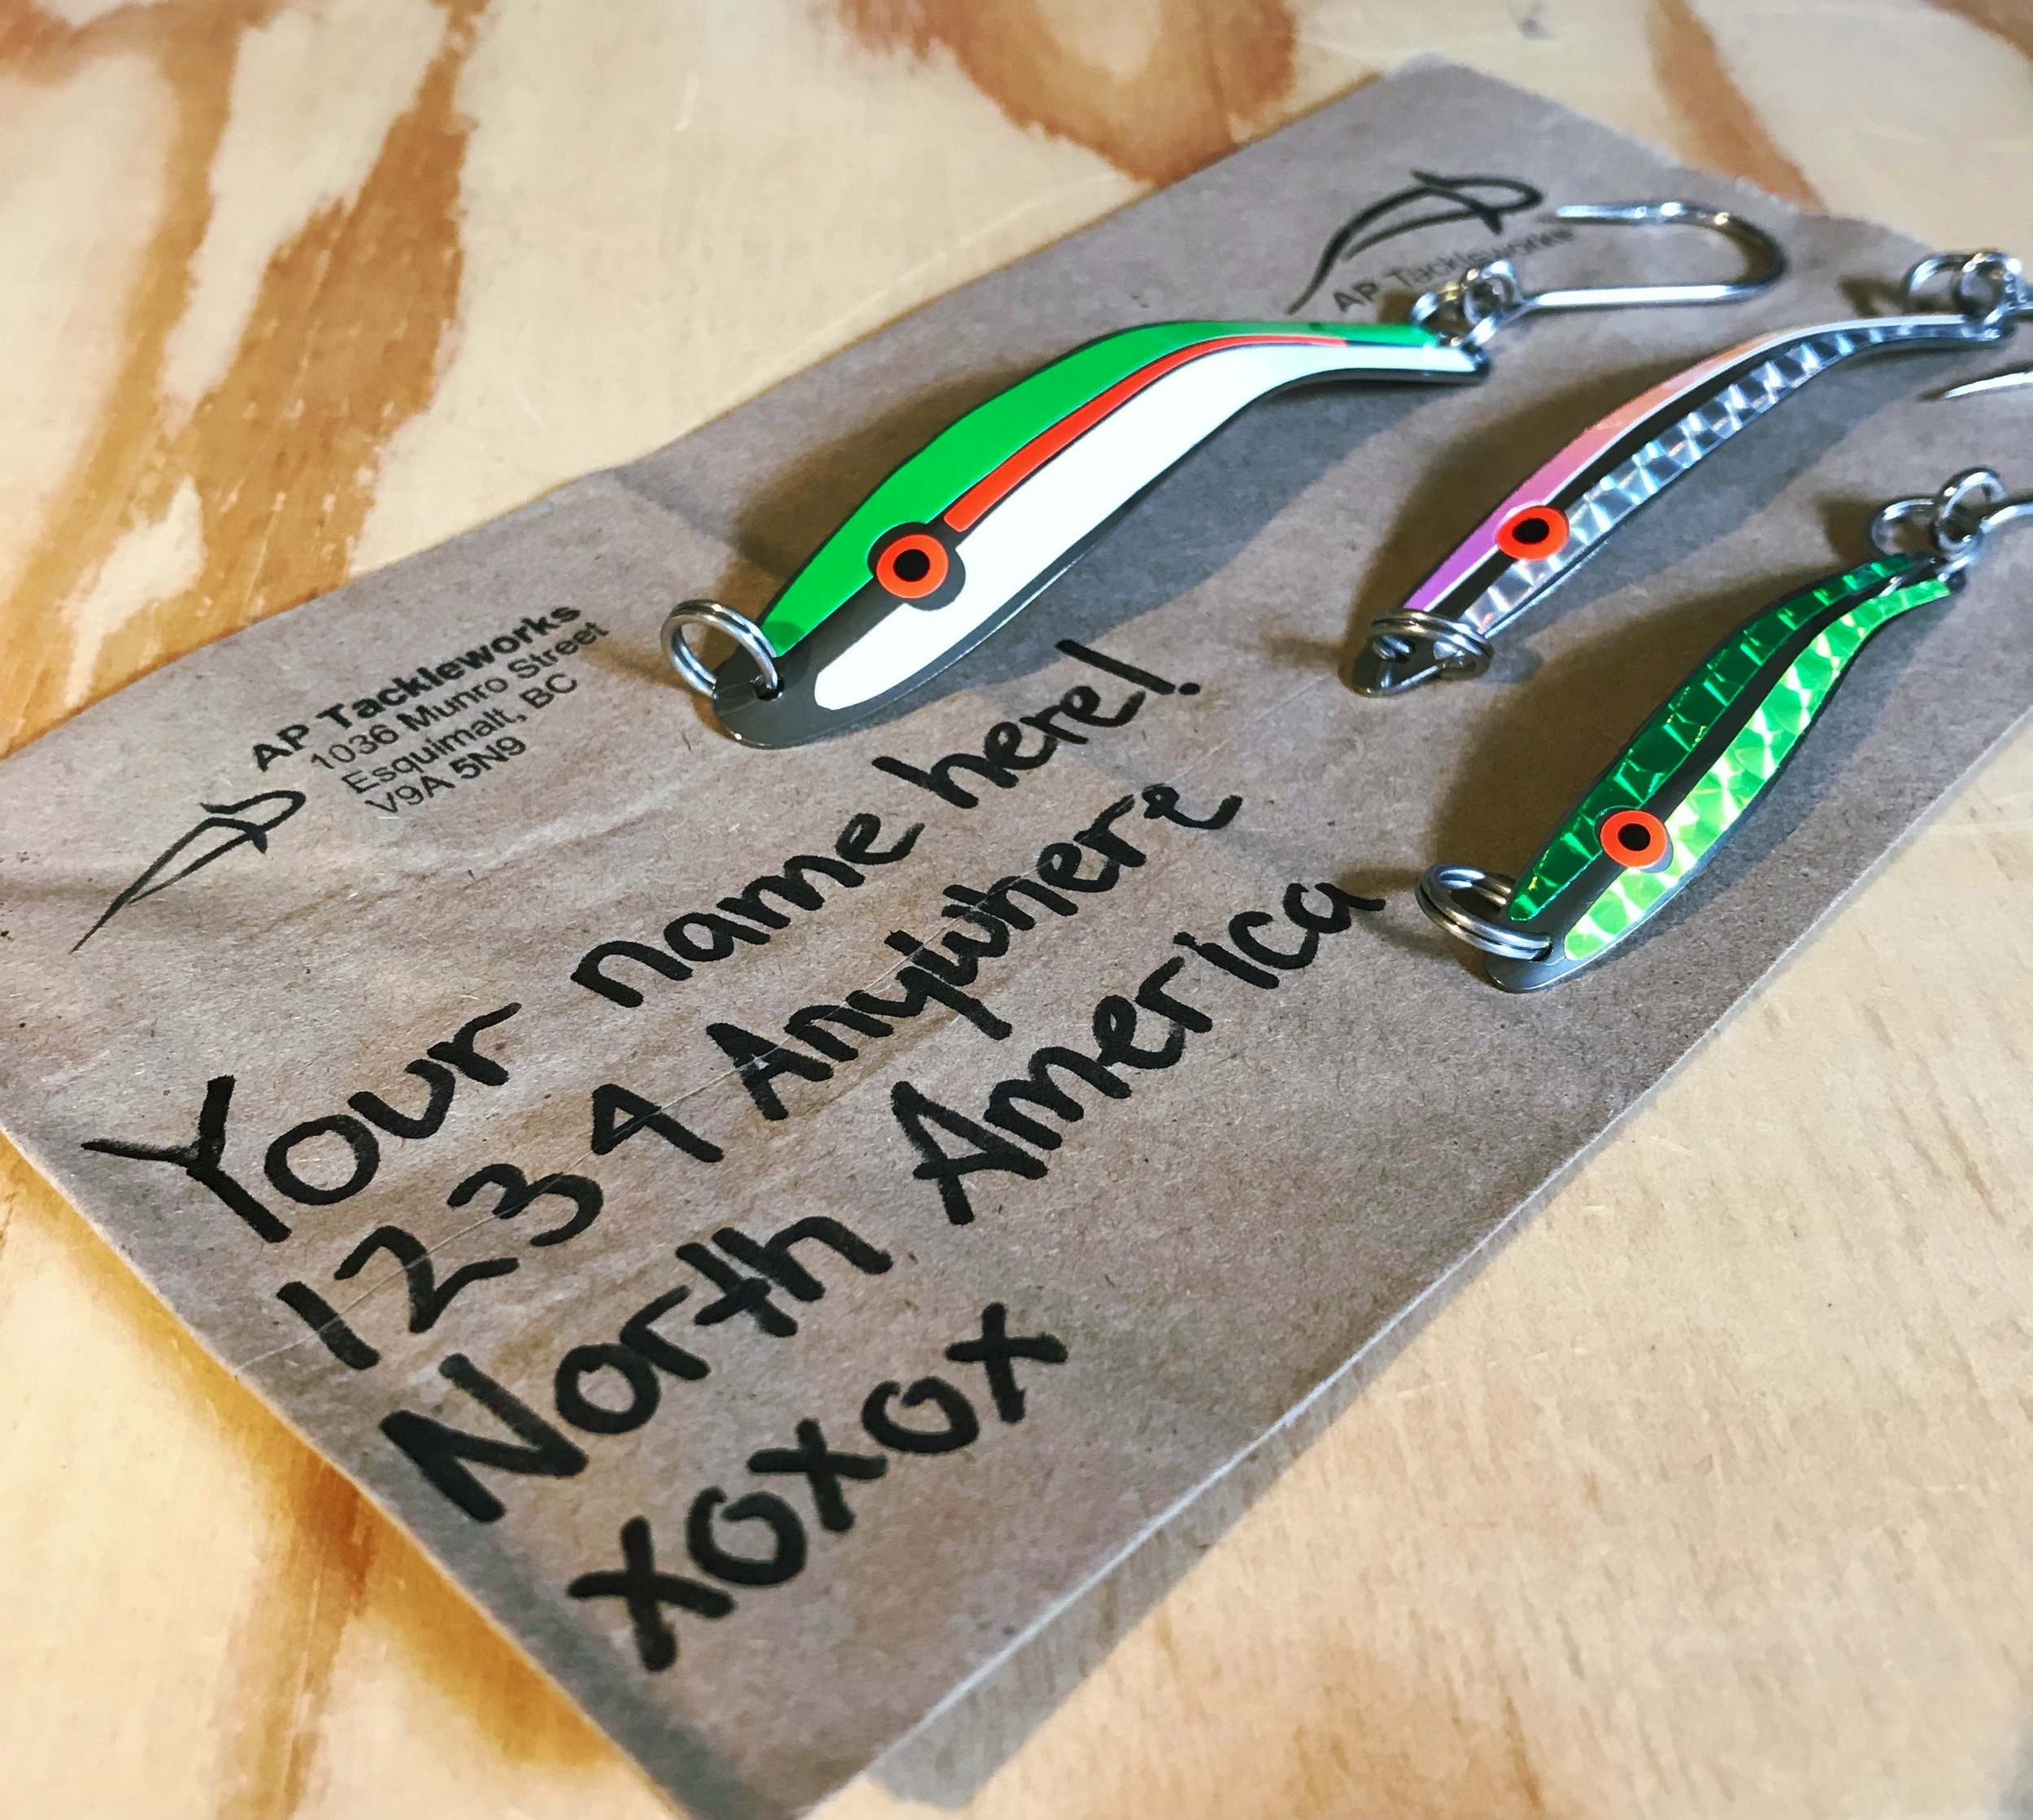 AP Tackleworks
AP Tackleworks
1036 Munro Street
Esquimalt, BC
V9A 5N9
Your name here!
1234 Anywhere
North America
xoxox